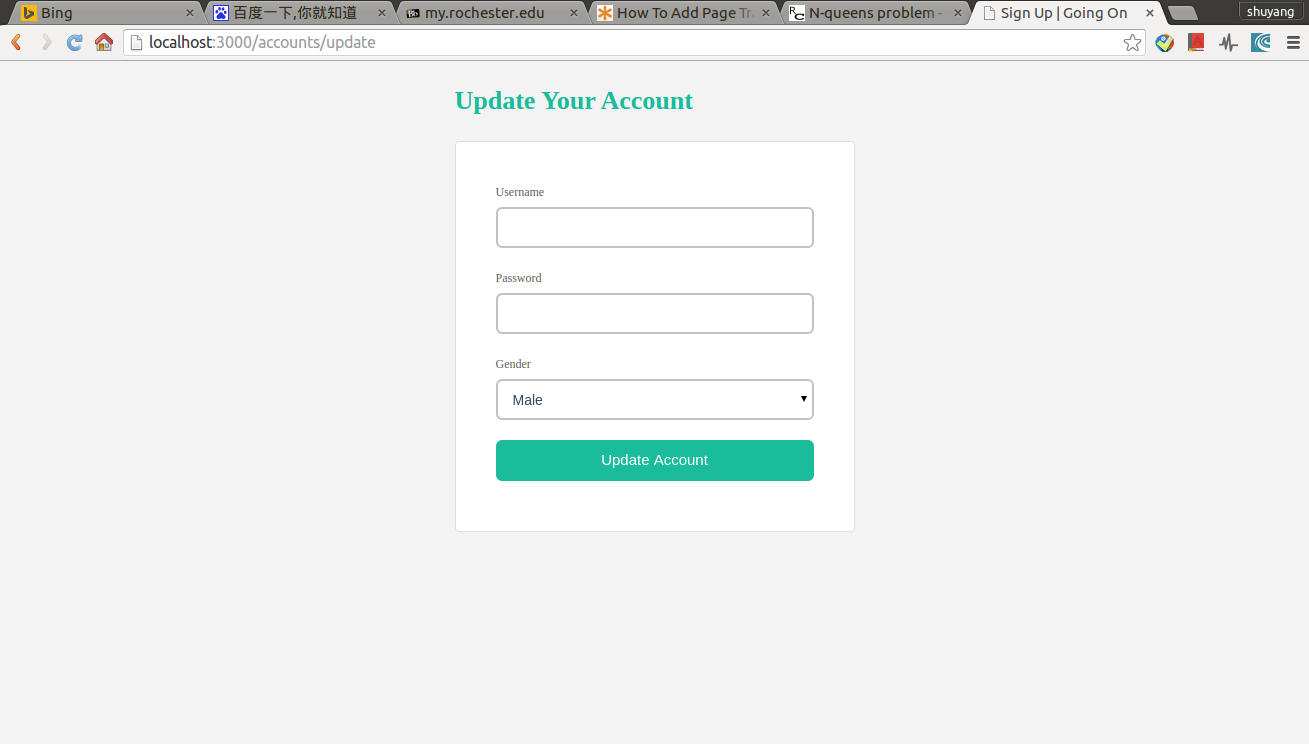 Bing
百度一下,你就知道
my.rochester.edu
How To Add Page Tr
N-queens problem -
Sign Up | Going On
shuyang
localhost:3000/accounts/update
Update Your Account
Username
Password
Gender
Male
Update Account